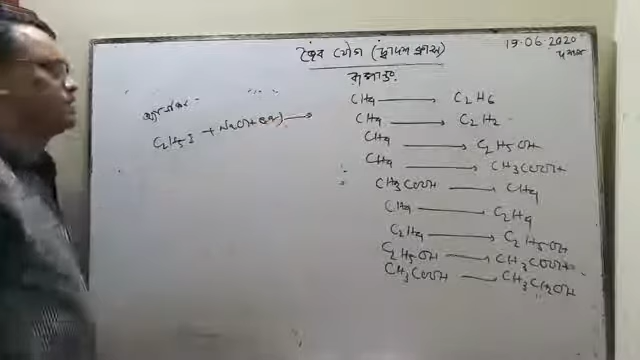 জৈব যৌগ (দ্বাদশ শ্রেণি)
19.06.2020
CH4 → C2H6
CH4 → C2H2
CH4 → C2H5OH
CH4 → CH3COOH
CH3COOH → CH4
CH4 → C2H4
C2H4 → C2H5OH
C2H5OH → CH3COOH
CH3COOH → CH3CH2OH
C2H5I + NaOH(aq) →